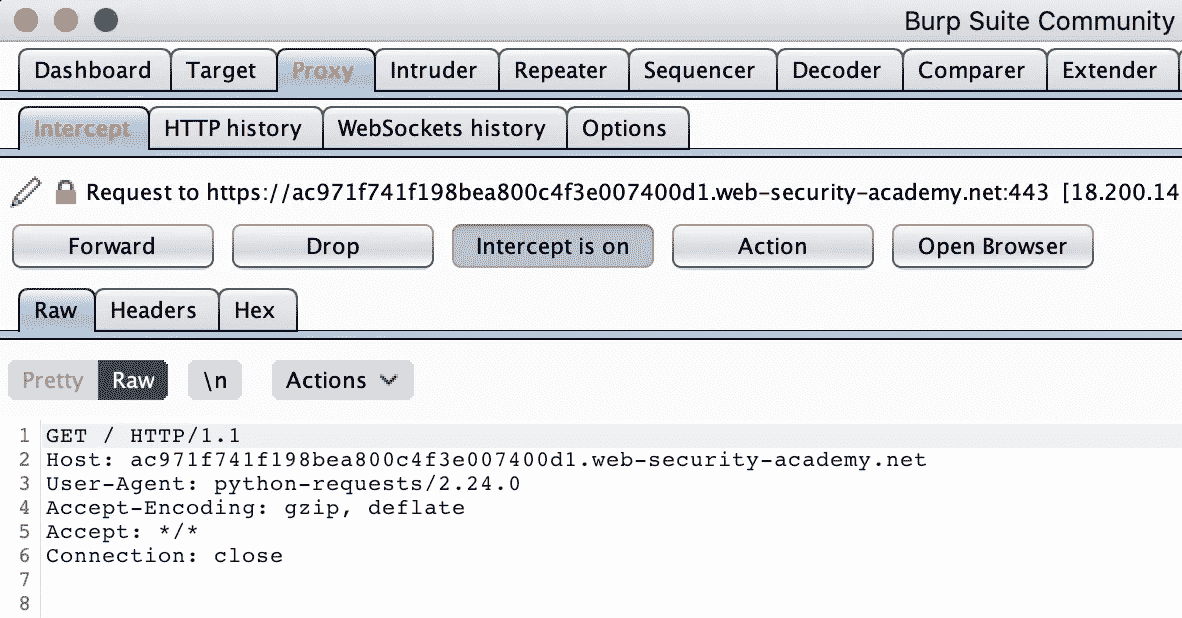 Burp Suite Community
Dashboard Target Proxy Intruder Repeater Sequencer Decoder Comparer Extender
Intercept HTTP history WebSockets history Options
Request to https://ac971f741f198bea800c4f3e007400d1.web-security-academy.net:443 [18.200.14
Forward Drop Intercept is on Action Open Browser
Raw Headers Hex
Pretty Raw \n Actions
1 GET / HTTP/1.1
2 Host: ac971f741f198bea800c4f3e007400d1.web-security-academy.net
3 User-Agent: python-requests/2.24.0
4 Accept-Encoding: gzip, deflate
5 Accept: */*
6 Connection: close
7
8